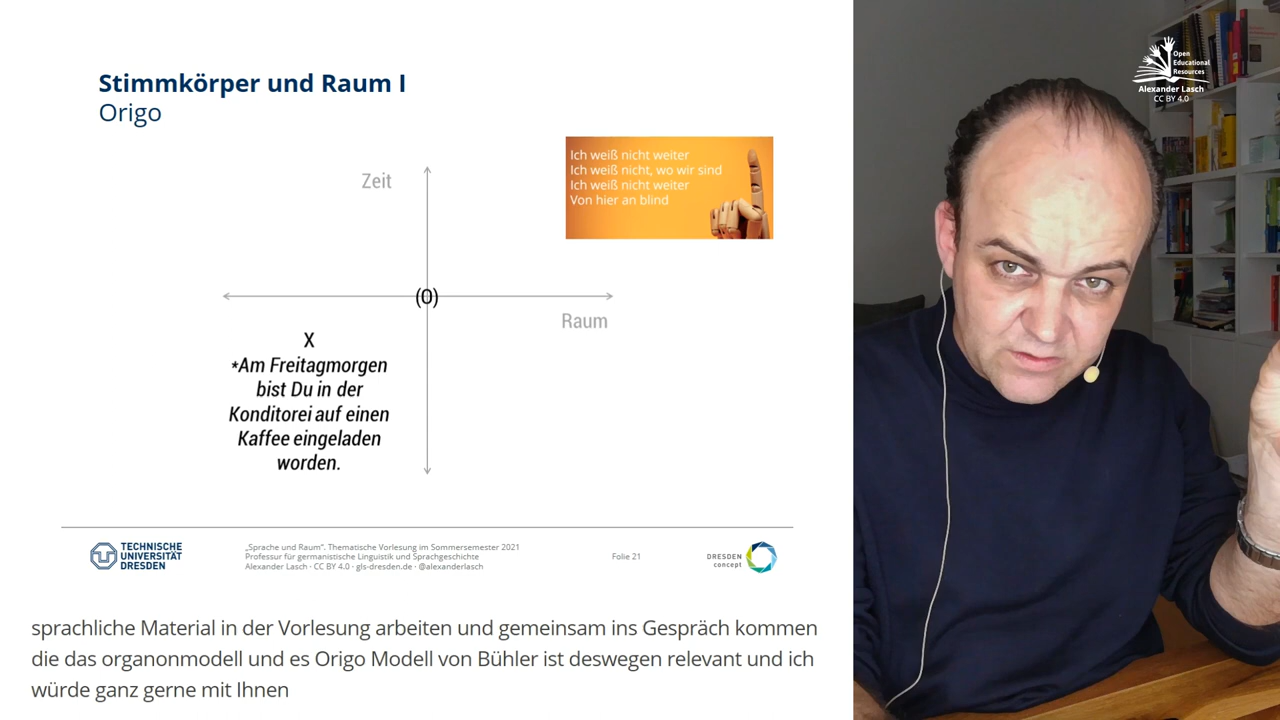 Stimmkörper und Raum I
Origo
Ich weiß nicht weiter
Ich weiß nicht, wo wir sind
Ich weiß nicht weiter
Von hier an blind
Zeit
(0)
Raum
X
*Am Freitagmorgen
bist Du in der
Konditorei auf einen
Kaffee eingeladen
worden.
TECHNISCHE
UNIVERSITÄT
DRESDEN
„Sprache und Raum“. Thematische Vorlesung im Sommersemester 2021
Professur für germanistische Linguistik und Sprachgeschichte
Alexander Lasch · CC BY 4.0 · gls-dresden.de · @alexanderlasch
Folie 21
DRESDEN
concept
sprachliche Material in der Vorlesung arbeiten und gemeinsam ins Gespräch kommen
die das organonmodell und es Origo Modell von Bühler ist deswegen relevant und ich
würde ganz gerne mit Ihnen
Open
Educational
Resources
Alexander Lasch
CC BY 4.0